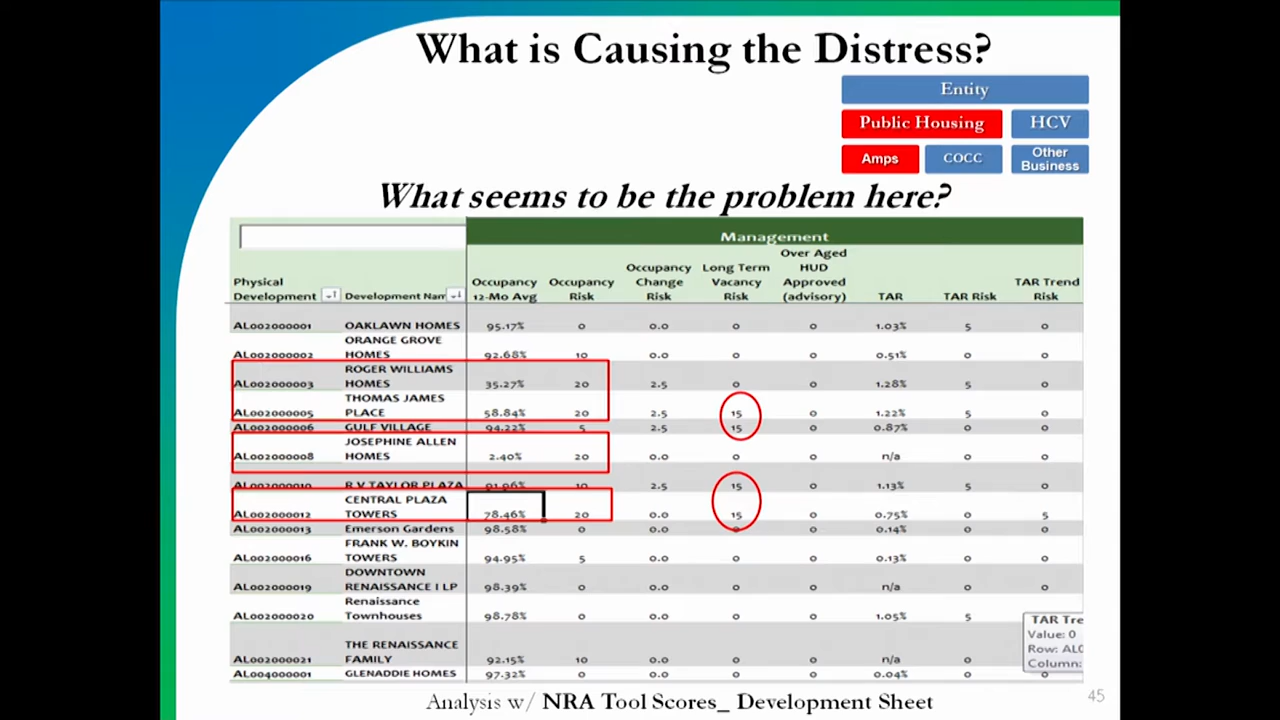 What is Causing the Distress?
Entity
Public Housing HCV
Amps COCC Other Business
What seems to be the problem here?
Management
Physical Development Development Nam Occupancy 12-Mo Avg Occupancy Risk Occupancy Change Risk Long Term Vacancy Risk Over Aged HUD Approved (advisory) TAR TAR Risk TAR Trend Risk
AL002000001 OAKLAWN HOMES 95.17% 0 0.0 0 0 1.03% 5 0
AL002000002 ORANGE GROVE HOMES 92.68% 10 0.0 0 0 0.51% 0 0
AL002000003 ROGER WILLIAMS HOMES 35.27% 20 2.5 0 0 1.28% 5 0
AL002000005 THOMAS JAMES PLACE 58.84% 20 2.5 15 0 1.22% 5 0
AL002000006 GULF VILLAGE 94.22% 5 2.5 15 0 0.87% 0 0
AL002000008 JOSEPHINE ALLEN HOMES 2.40% 20 0.0 0 0 n/a 0 0
AL002000010 R V TAYLOR PLAZA 91.96% 10 2.5 15 0 1.13% 5 0
AL002000012 CENTRAL PLAZA TOWERS 78.46% 20 0.0 15 0 0.75% 0 5
AL002000013 Emerson Gardens 98.58% 0 0.0 0 0 0.14% 0 0
AL002000016 FRANK W. BOYKIN TOWERS 94.95% 5 0.0 0 0 0.13% 0 0
AL002000019 DOWNTOWN RENAISSANCE I LP 98.39% 0 0.0 0 0 n/a 0 0
AL002000020 Renaissance Townhouses 98.78% 0 0.0 0 0 1.05% 5
TAR Tre
Value: 0
Row: AL0
Column:
AL002000021 THE RENAISSANCE FAMILY 92.15% 10 0.0 0 0 n/a 0
AL004000001 GLENADDIE HOMES 97.32% 0 0.0 0 0 0.04% 0 0
Analysis w/ NRA Tool Scores_ Development Sheet
45